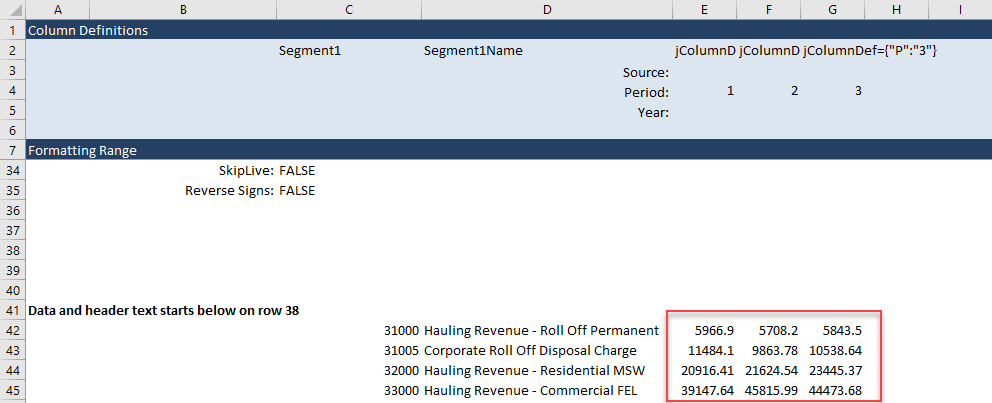 A B C D E F G H I
1 Column Definitions
2 Segment1 Segment1Name jColumnD jColumnD jColumnDef={"P":"3"}
3 Source:
4 Period: 1 2 3
5 Year:
6
7 Formatting Range
34 SkipLive: FALSE
35 Reverse Signs: FALSE
36
37
38
39
40
41 Data and header text starts below on row 38
42 31000 Hauling Revenue - Roll Off Permanent 5966.9 5708.2 5843.5
43 31005 Corporate Roll Off Disposal Charge 11484.1 9863.78 10538.64
44 32000 Hauling Revenue - Residential MSW 20916.41 21624.54 23445.37
45 33000 Hauling Revenue - Commercial FEL 39147.64 45815.99 44473.68